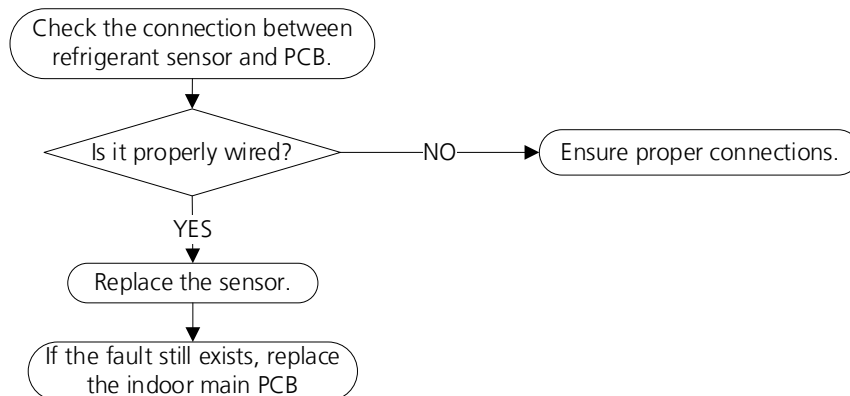 Check the connection between
refrigerant sensor and PCB.
Is it properly wired?
NO
Ensure proper connections.
YES
Replace the sensor.
If the fault still exists, replace
the indoor main PCB